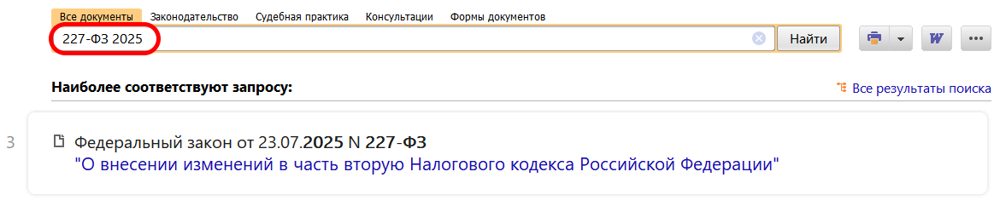 Все документы Законодательство Судебная практика Консультации Формы документов
227-ФЗ 2025 Найти W
Наиболее соответствуют запросу: Все результаты поиска
3 Федеральный закон от 23.07.2025 N 227-ФЗ
"О внесении изменений в часть вторую Налогового кодекса Российской Федерации"